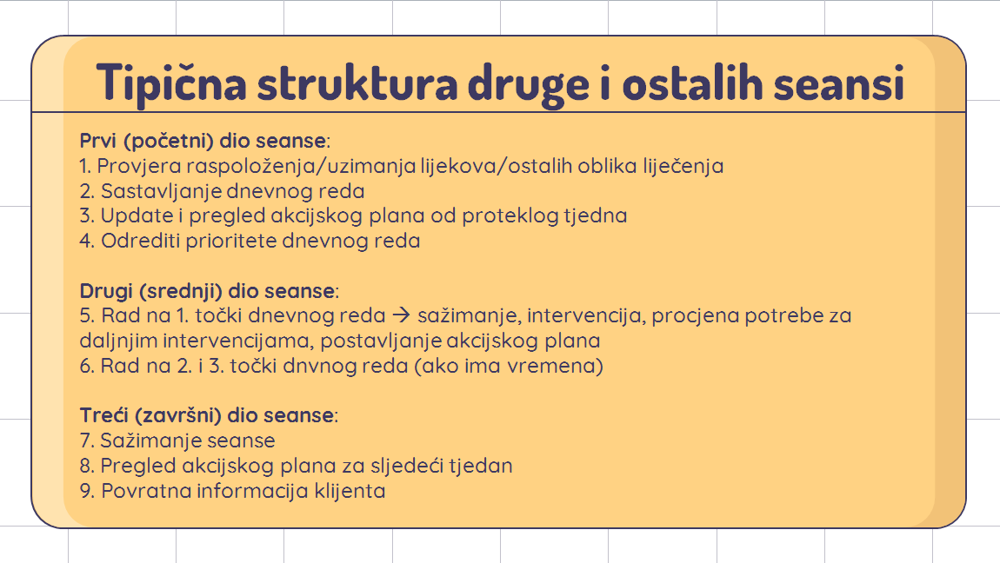 Tipična struktura druge i ostalih seansi
Prvi (početni) dio seanse:
1. Provjera raspoloženja/uzimanja lijekova/ostalih oblika liječenja
2. Sastavljanje dnevnog reda
3. Update i pregled akcijskog plana od proteklog tjedna
4. Odrediti prioritete dnevnog reda
Drugi (srednji) dio seanse:
5. Rad na 1. točki dnevnog reda → sažimanje, intervencija, procjena potrebe za
daljnjim intervencijama, postavljanje akcijskog plana
6. Rad na 2. i 3. točki dnvnog reda (ako ima vremena)
Treći (završni) dio seanse:
7. Sažimanje seanse
8. Pregled akcijskog plana za sljedeći tjedan
9. Povratna informacija klijenta